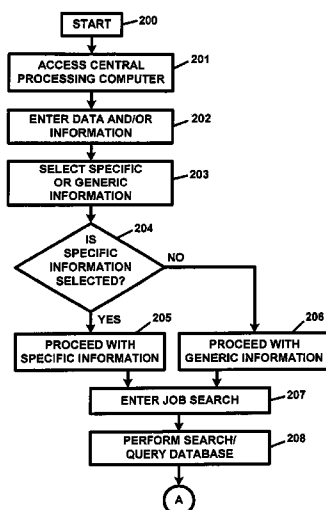 START
200
ACCESS CENTRAL
PROCESSING COMPUTER
201
ENTER DATA AND/OR
INFORMATION
202
SELECT SPECIFIC
OR GENERIC
INFORMATION
203
204
IS
SPECIFIC
INFORMATION
SELECTED?
NO
YES
205
PROCEED WITH
SPECIFIC INFORMATION
206
PROCEED WITH
GENERIC INFORMATION
207
ENTER JOB SEARCH
208
PERFORM SEARCH/
QUERY DATABASE
A